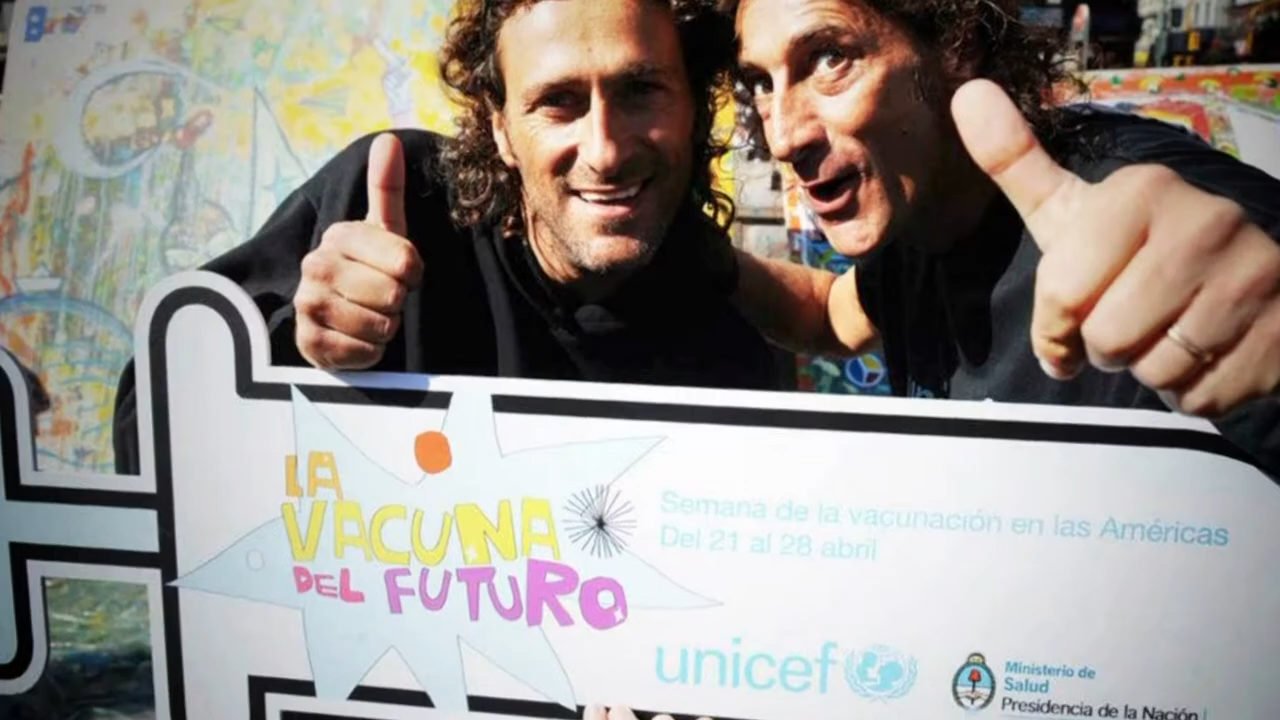 LA
VACUNA
DEL FUTURO
Semana de la vacunación en las Américas
Del 21 al 28 abril
unicef
Ministerio de
Salud
Presidencia de la Nación